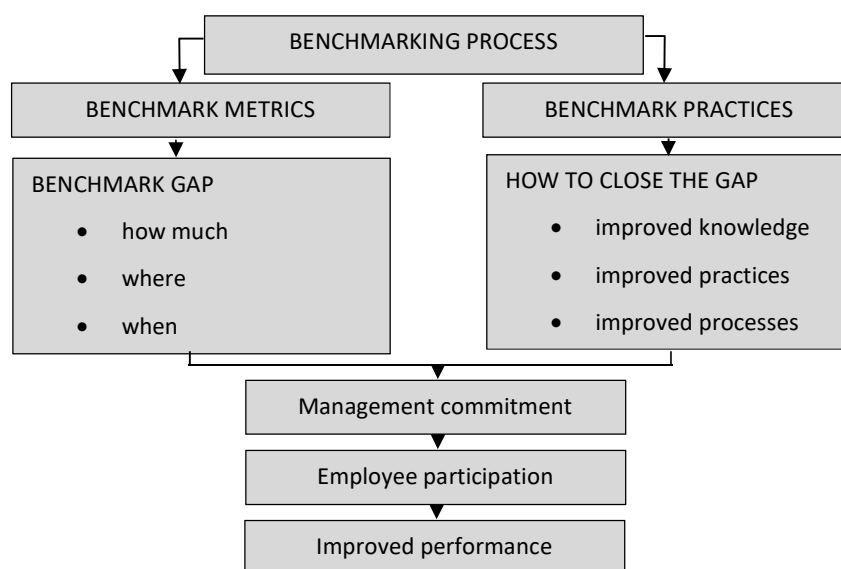 BENCHMARKING PROCESS
BENCHMARK METRICS
BENCHMARK PRACTICES
BENCHMARK GAP
• how much
• where
• when
HOW TO CLOSE THE GAP
• improved knowledge
• improved practices
• improved processes
Management commitment
Employee participation
Improved performance